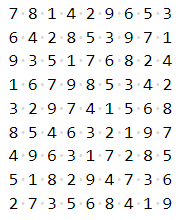 7 8 1 4 2 9 6 5 3
6 4 2 8 5 3 9 7 1
9 3 5 1 7 6 8 2 4
1 6 7 9 8 5 3 4 2
3 2 9 7 4 1 5 6 8
8 5 4 6 3 2 1 9 7
4 9 6 3 1 7 2 8 5
5 1 8 2 9 4 7 3 6
2 7 3 5 6 8 4 1 9